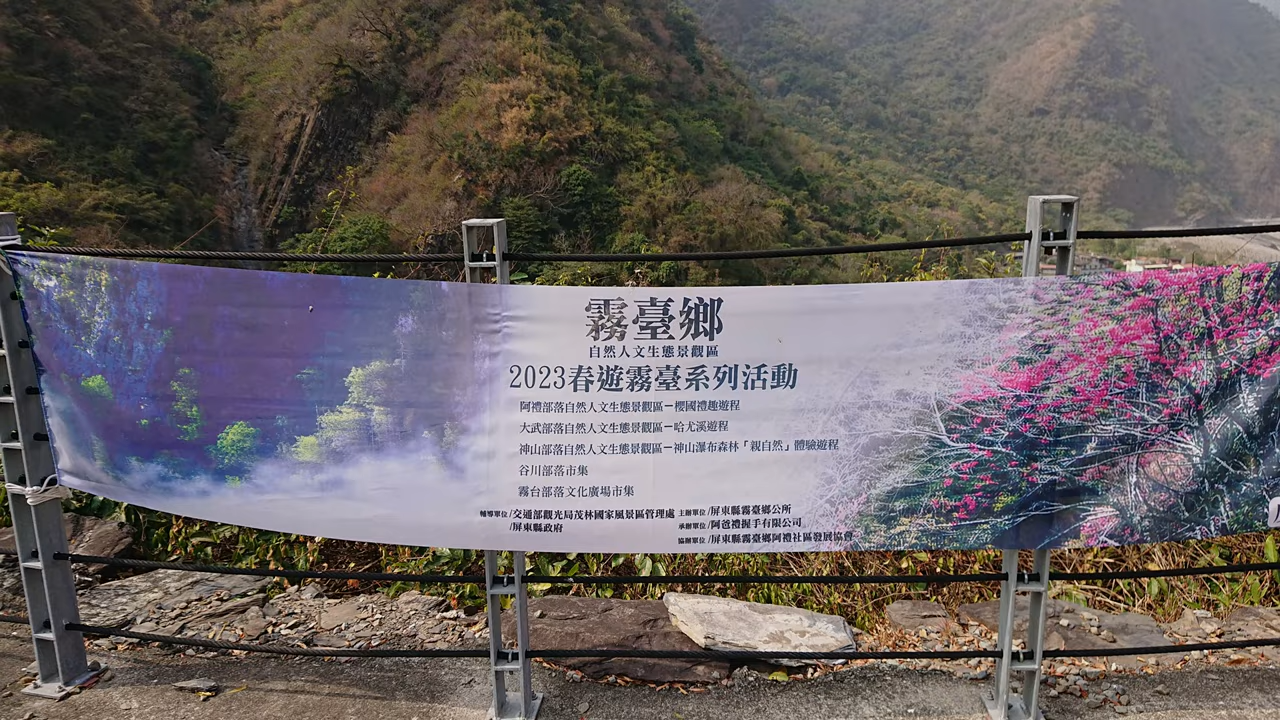 霧臺鄉
自然人文生態景觀區
2023春遊霧臺系列活動
阿禮部落自然人文生態景觀區－櫻國禮趣遊程
大武部落自然人文生態景觀區－哈尤溪遊程
神山部落自然人文生態景觀區－神山瀑布森林「親自然」體驗遊程
谷川部落市集
霧台部落文化廣場市集
輔導單位/交通部觀光局茂林國家風景區管理處
/屏東縣政府
主辦單位/屏東縣霧臺鄉公所
承辦單位/阿爸禮握手有限公司
協辦單位/屏東縣霧臺鄉阿禮社區發展協會